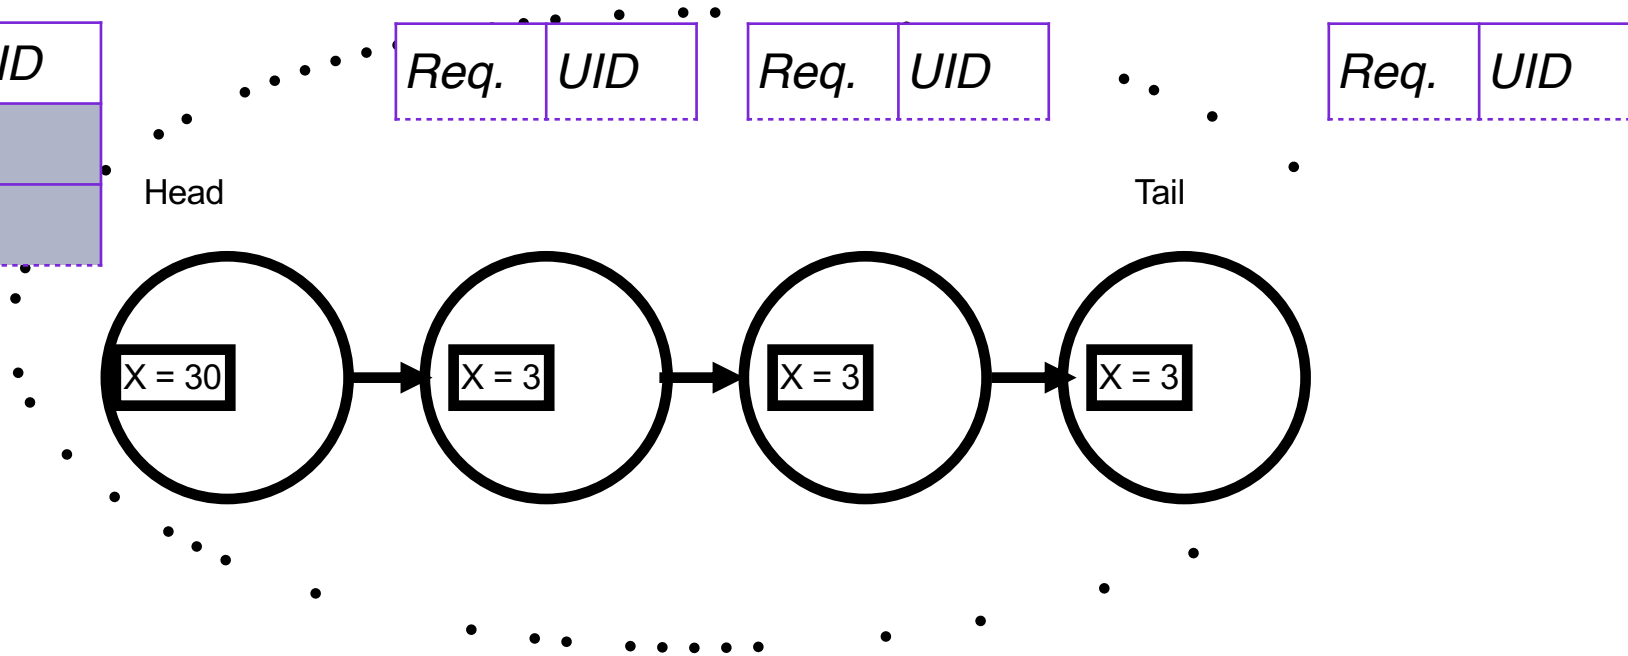 ID
Req. UID
Req. UID
Req. UID
Head
Tail
X = 30
X = 3
X = 3
X = 3